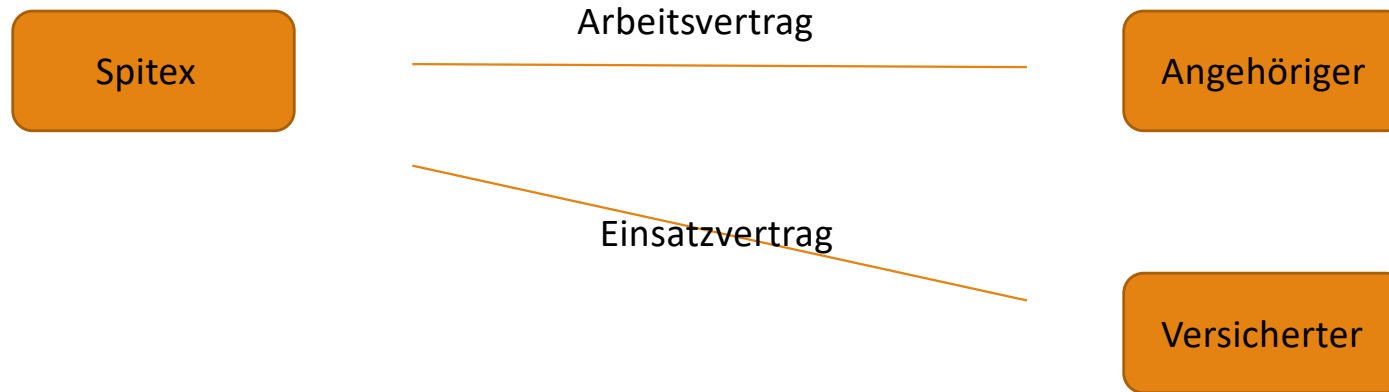 Arbeitsvertrag
Spitex
Angehöriger
Einsatzvertrag
Versicherter